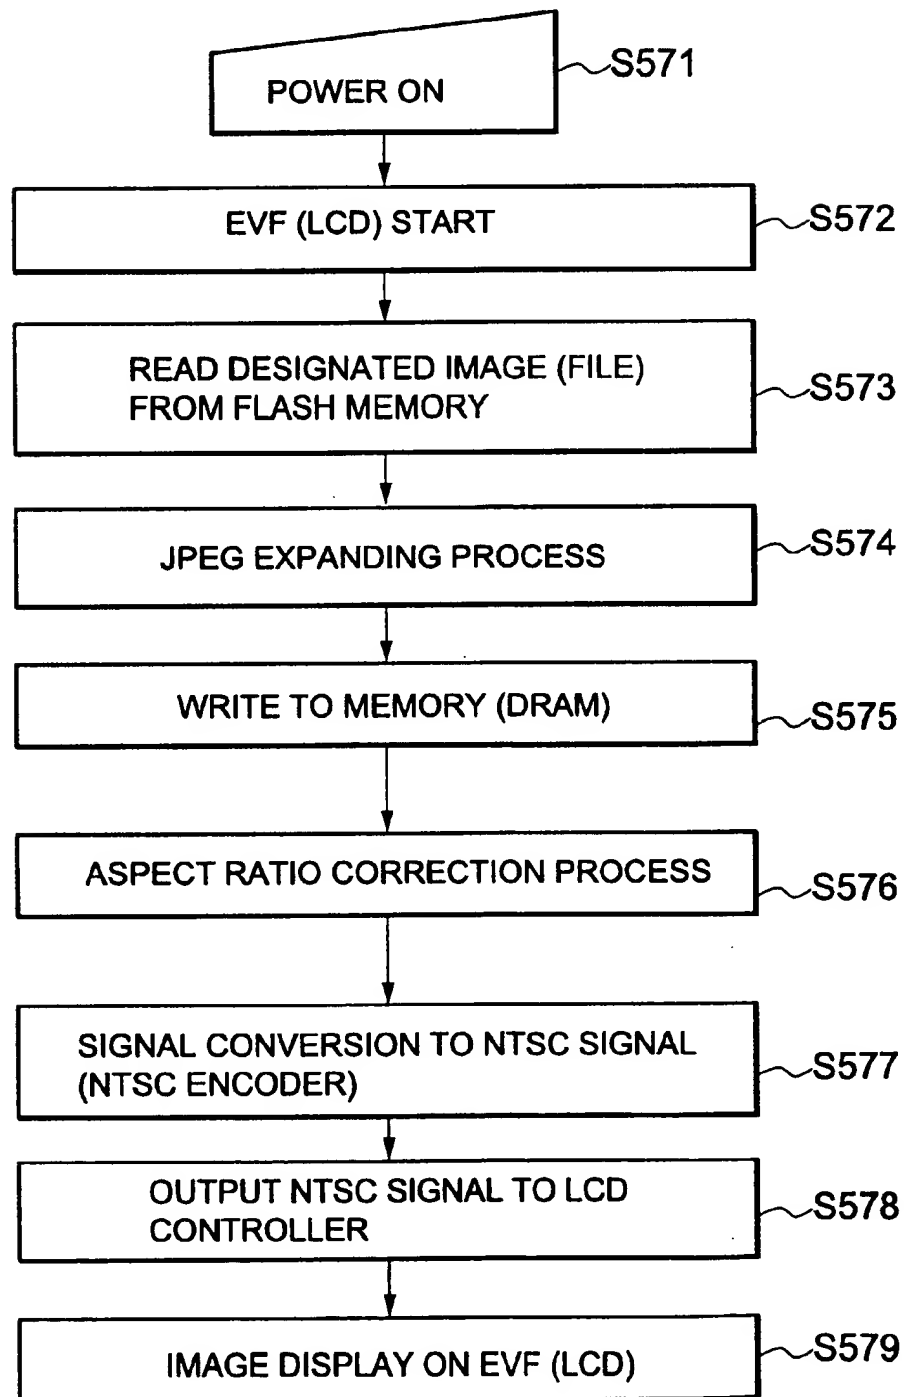 POWER ON
S571
EVF (LCD) START
S572
READ DESIGNATED IMAGE (FILE)
FROM FLASH MEMORY
S573
JPEG EXPANDING PROCESS
S574
WRITE TO MEMORY (DRAM)
S575
ASPECT RATIO CORRECTION PROCESS
S576
SIGNAL CONVERSION TO NTSC SIGNAL
(NTSC ENCODER)
S577
OUTPUT NTSC SIGNAL TO LCD
CONTROLLER
S578
IMAGE DISPLAY ON EVF (LCD)
S579